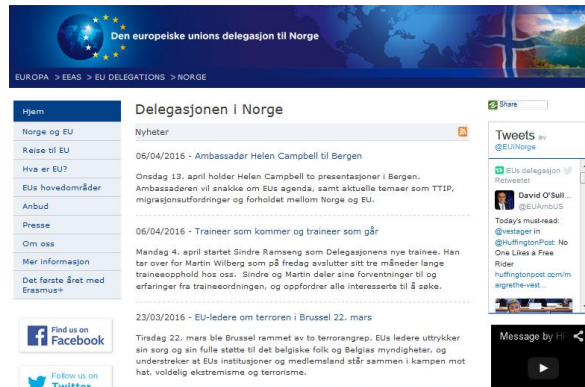 Den europeiske unions delegasjon til Norge
EUROPA > EEAS > EU DELEGATIONS > NORGE
Hjem
Norge og EU
Reise til EU
Hva er EU?
EUs hovedområder
Anbud
Presse
Om oss
Mer informasjon
Det første året med
Erasmus+
Find us on
Facebook
Follow us on
Twitter
Delegasjonen i Norge
Nyheter
06/04/2016 - Ambassadør Helen Campbell til Bergen
Onsdag 13. april holder Helen Campbell to presentasjoner i Bergen.
Ambassadøren vil snakke om EUs agenda, samt aktuelle temaer som TTIP,
migrasjonsutfordringer og forholdet mellom Norge og EU.
06/04/2016 - Traineer som kommer og traineer som går
Mandag 4. april startet Sindre Ramseng som Delegasjonens nye trainee. Han
tar over for Martin Wilberg som på fredag avslutter sitt tre måneder lange
traineeopphold hos oss. Sindre og Martin deler sine forventninger til og
erfaringer fra traineeordningen, og oppfordrer alle interesserte til å søke.
23/03/2016 - EU-ledere om terroren i Brussel 22. mars
Tirsdag 22. mars ble Brussel rammet av to terrorangrep. EUs ledere uttrykker
sin sorg og sin fulle støtte til det belgiske folk og Belgias myndigheter, og
understreker at EUs institusjoner og medlemsland står sammen i kampen mot
hat, voldelig ekstremisme og terrorisme.
Share
Tweets av
@EUiNorge
EUs delegasjon
Retweetet
David O'Sull...
@EUAmbUS
Today's must-read:
@vestager in
@HuffingtonPost: No
One Likes a Free
Rider
huffingtonpost.com/m
argrethe-vest...
Message by